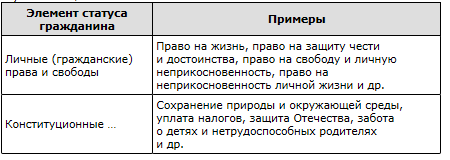 Элемент статуса гражданина
Примеры
Личные (гражданские) права и свободы
Право на жизнь, право на защиту чести
и достоинства, право на свободу и личную
неприкосновенность, право на
неприкосновенность личной жизни и др.
Конституционные ...
Сохранение природы и окружающей среды,
уплата налогов, защита Отечества, забота
о детях и нетрудоспособных родителях
и др.